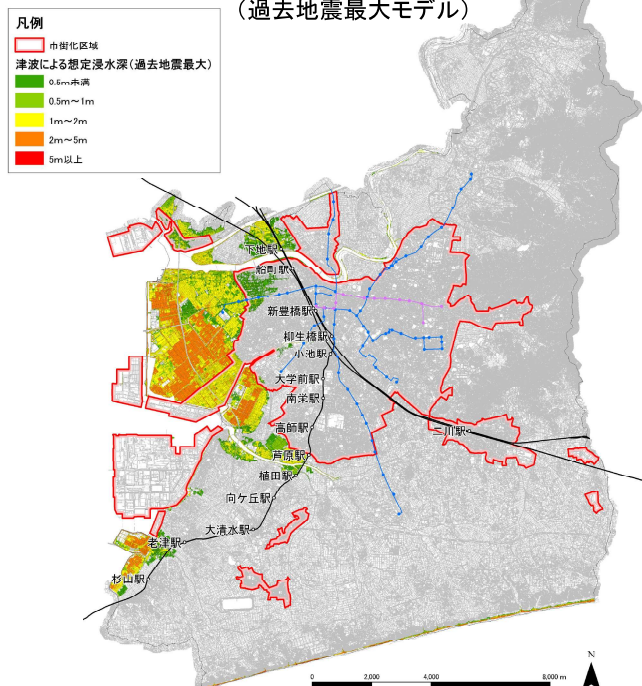 (過去地震最大モデル)
凡例
市街化区域
津波による想定浸水深(過去地震最大)
0.5m未満
0.5m～1m
1m～2m
2m～5m
5m以上
下地駅
船町駅
新豊橋駅
柳生橋駅
小池駅
大学前駅
南栄駅
高師駅
二川駅
芦原駅
植田駅
向ケ丘駅
大清水駅
老津駅
杉山駅
N
0 2,000 4,000 8,000 m